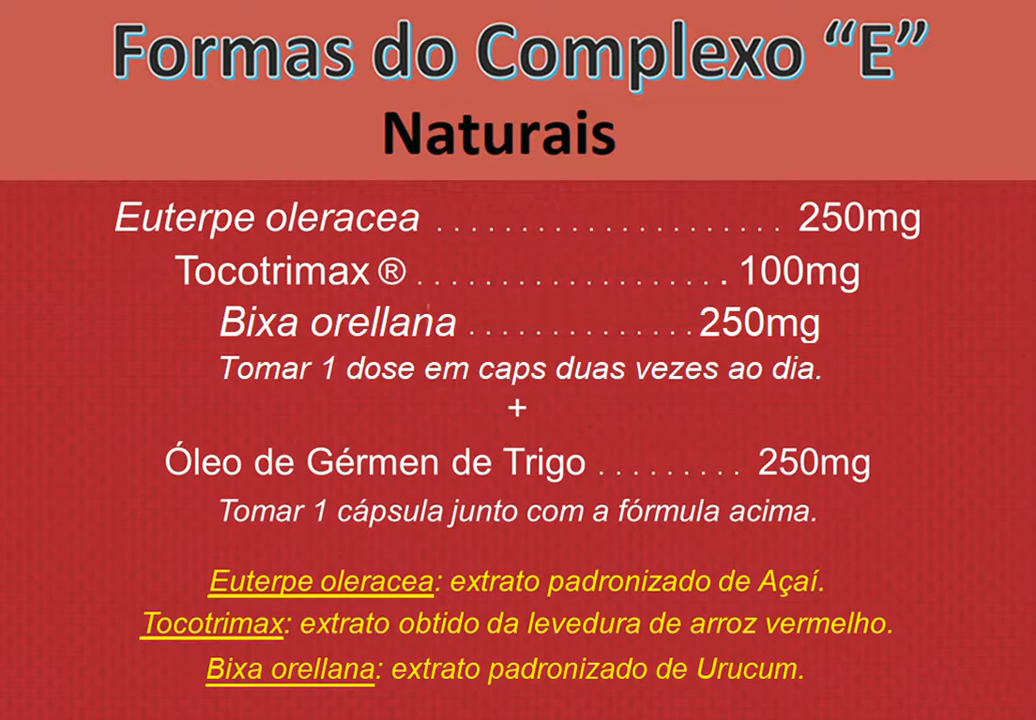 Formas do Complexo “E”
Naturais
Euterpe oleracea . . . . . . . . . . . . . . . . . . . . . 250mg
Tocotrimax ® . . . . . . . . . . . . . . . . . . . 100mg
Bixa orellana . . . . . . . . . . . . . . 250mg
Tomar 1 dose em caps duas vezes ao dia.
+
Óleo de Gérmen de Trigo . . . . . . . . . 250mg
Tomar 1 cápsula junto com a fórmula acima.
Euterpe oleracea: extrato padronizado de Açaí.
Tocotrimax: extrato obtido da levedura de arroz vermelho.
Bixa orellana: extrato padronizado de Urucum.